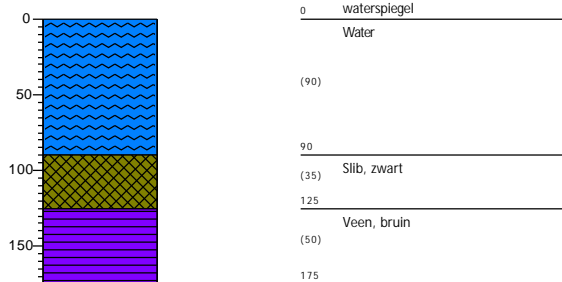 0
50
100
150
0 waterspiegel
Water
(90)
90
Slib, zwart
(35)
125
Veen, bruin
(50)
175